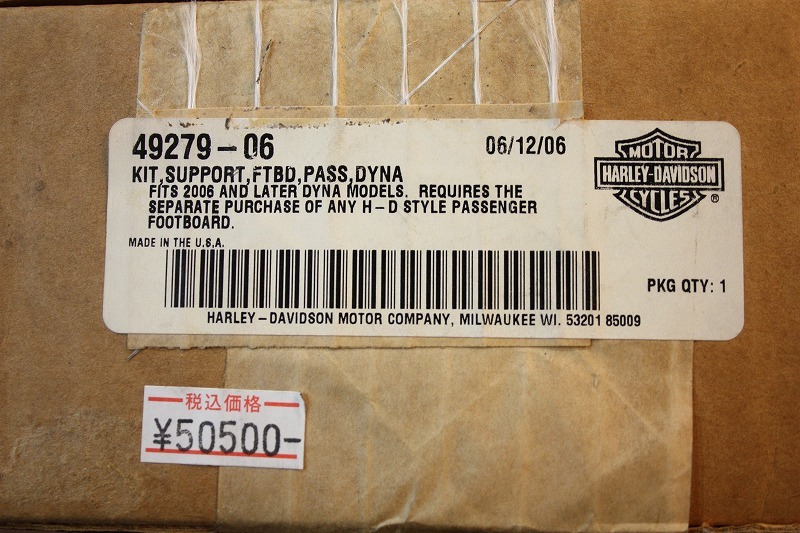 49279-06
06/12/06
KIT,SUPPORT,FTBD,PASS,DYNA
FITS 2006 AND LATER DYNA MODELS. REQUIRES THE
SEPARATE PURCHASE OF ANY H-D STYLE PASSENGER
FOOTBOARD.
MOTOR
HARLEY-DAVIDSON
CYCLES
®
MADE IN THE U.S.A.
PKG QTY: 1
HARLEY-DAVIDSON MOTOR COMPANY, MILWAUKEE WI. 53201 85009
税込価格
¥50500-